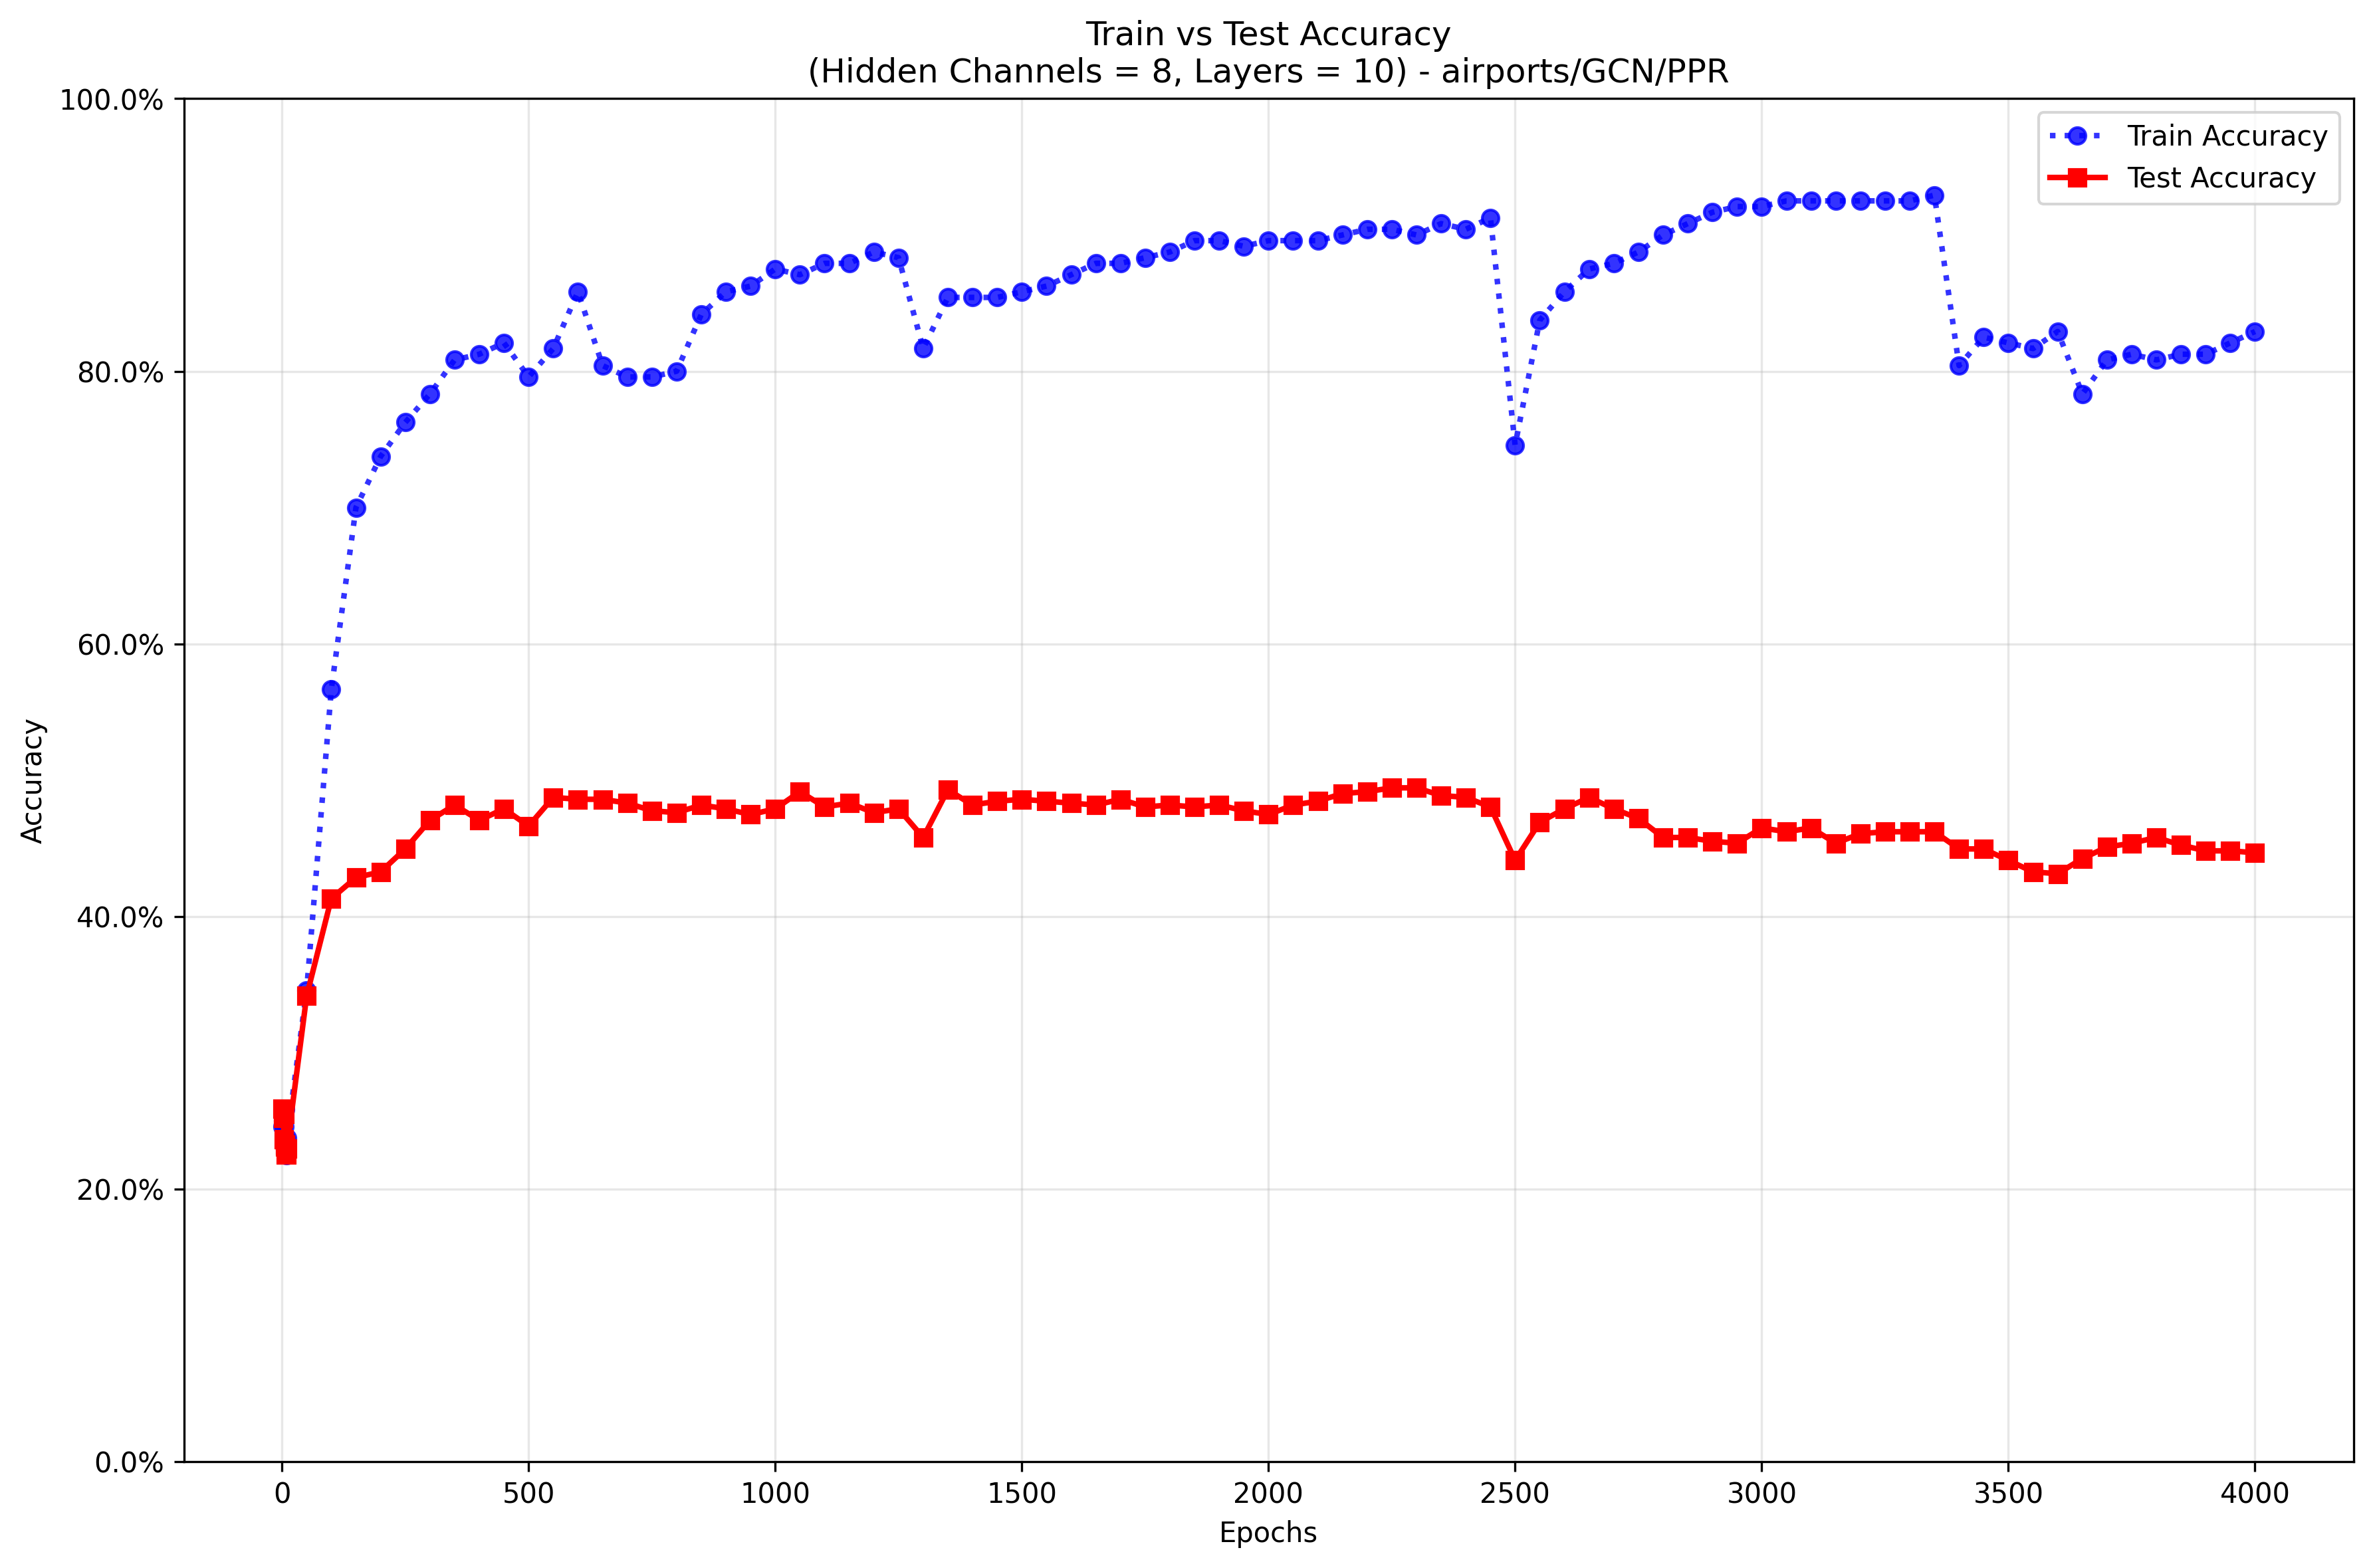 Train vs Test Accuracy
(Hidden Channels = 8, Layers = 10) - airports/GCN/PPR
100.0%
80.0%
60.0%
40.0%
20.0%
0.0%
Accuracy
Train Accuracy
Test Accuracy
0 500 1000 1500 2000 2500 3000 3500 4000
Epochs